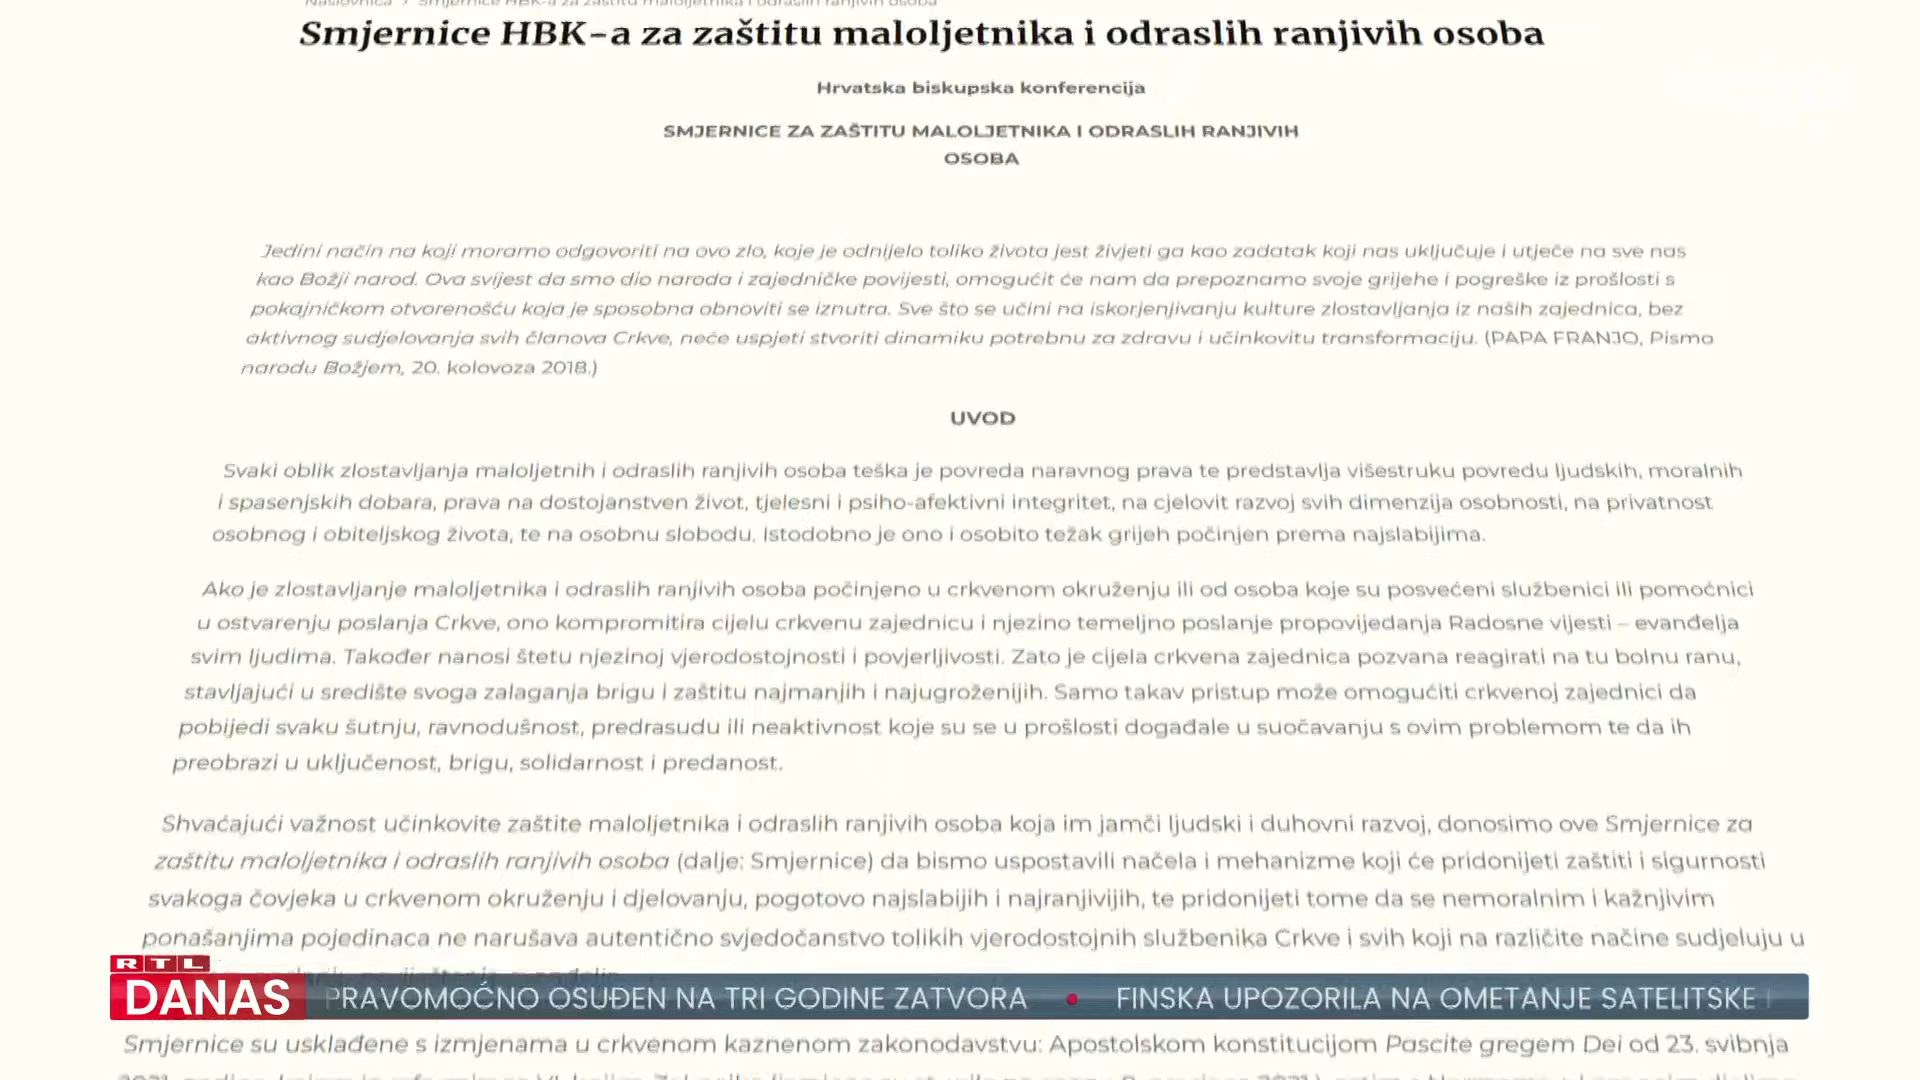 Naslovnica › Smjernice HBK-a za zaštitu maloljetnika i odraslih ranjivih osoba
Smjernice HBK-a za zaštitu maloljetnika i odraslih ranjivih osoba
Hrvatska biskupska konferencija
SMJERNICE ZA ZAŠTITU MALOLJETNIKA I ODRASLIH RANJIVIH
OSOBA
Jedini način na koji moramo odgovoriti na ovo zlo, koje je odnijelo toliko života jest živjeti ga kao zadatak koji nas uključuje i utječe na sve nas
kao Božji narod. Ova svijest da smo dio naroda i zajedničke povijesti, omogućit će nam da prepoznamo svoje grijehe i pogreške iz prošlosti s
pokajničkom otvorenošću koja je sposobna obnoviti se iznutra. Sve što se učini na iskorjenjivanju kulture zlostavljanja iz naših zajednica, bez
aktivnog sudjelovanja svih članova Crkve, neće uspjeti stvoriti dinamiku potrebnu za zdravu i učinkovitu transformaciju. (PAPA FRANJO, Pismo
narodu Božjem, 20. kolovoza 2018.)
UVOD
Svaki oblik zlostavljanja maloljetnih i odraslih ranjivih osoba teška je povreda naravnog prava te predstavlja višestruku povredu ljudskih, moralnih
i spasenjskih dobara, prava na dostojanstven život, tjelesni i psiho-afektivni integritet, na cjelovit razvoj svih dimenzija osobnosti, na privatnost
osobnog i obiteljskog života, te na osobnu slobodu. Istodobno je ono i osobito težak grijeh počinjen prema najslabijima.
Ako je zlostavljanje maloljetnika i odraslih ranjivih osoba počinjeno u crkvenom okruženju ili od osoba koje su posvećeni službenici ili pomoćnici
u ostvarenju poslanja Crkve, ono kompromitira cijelu crkvenu zajednicu i njezino temeljno poslanje propovijedanja Radosne vijesti – evanđelja
svim ljudima. Također nanosi štetu njezinoj vjerodostojnosti i povjerljivosti. Zato je cijela crkvena zajednica pozvana reagirati na tu bolnu ranu,
stavljajući u središte svoga zalaganja brigu i zaštitu najmanjih i najugroženijih. Samo takav pristup može omogućiti crkvenoj zajednici da
pobijedi svaku šutnju, ravnodušnost, predrasudu ili neaktivnost koje su se u prošlosti događale u suočavanju s ovim problemom te da ih
preobrazi u uključenost, brigu, solidarnost i predanost.
Shvaćajući važnost učinkovite zaštite maloljetnika i odraslih ranjivih osoba koja im jamči ljudski i duhovni razvoj, donosimo ove Smjernice za
zaštitu maloljetnika i odraslih ranjivih osoba (dalje: Smjernice) da bismo uspostavili načela i mehanizme koji će pridonijeti zaštiti i sigurnosti
svakoga čovjeka u crkvenom okruženju i djelovanju, pogotovo najslabijih i najranjivijih, te pridonijeti tome da se nemoralnim i kažnjivim
ponašanjima pojedinaca ne narušava autentično svjedočanstvo tolikih vjerodostojnih službenika Crkve i svih koji na različite načine sudjeluju u
RTL
DANAS PRAVOMOĆNO OSUĐEN NA TRI GODINE ZATVORA • FINSKA UPOZORILA NA OMETANJE SATELITSKE
Smjernice su usklađene s izmjenama u crkvenom kaznenom zakonodavstvu: Apostolskom konstitucijom Pascite gregem Dei od 23. svibnja